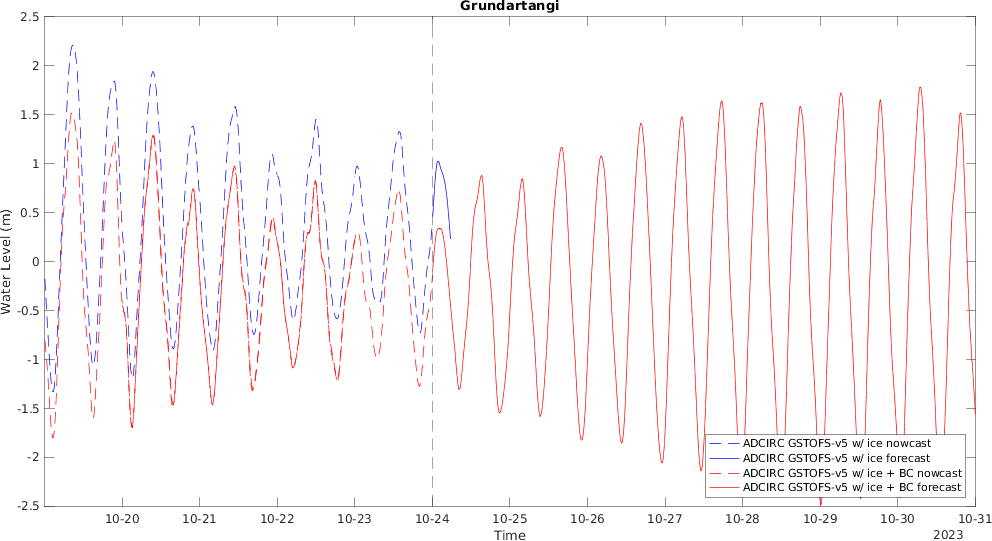 Grundartangi
2.5
2
1.5
1
0.5
0
-0.5
-1
-1.5
-2
-2.5
Water Level (m)
ADCIRC GSTOFS-v5 w/ ice nowcast
ADCIRC GSTOFS-v5 w/ ice forecast
ADCIRC GSTOFS-v5 w/ ice + BC nowcast
ADCIRC GSTOFS-v5 w/ ice + BC forecast
10-20 10-21 10-22 10-23 10-24 10-25 10-26 10-27 10-28 10-29 10-30 10-31
Time
2023